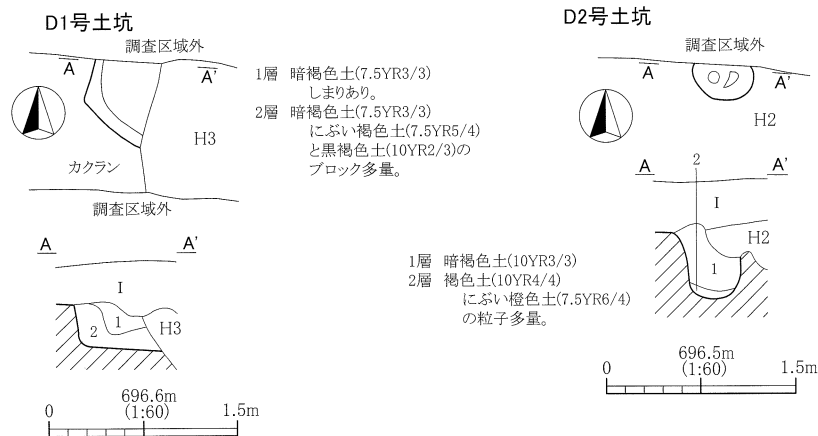 D1号土坑
調査区域外
A
A'
H3
カクラン
調査区域外
1層 暗褐色土(7.5YR3/3)
しまりあり。
2層 暗褐色土(7.5YR3/3)
にぶい褐色土(7.5YR5/4)
と黒褐色土(10YR2/3)の
ブロック多量。
A
A'
I
1
2
H3
696.6m
(1:60)
0
1.5m
D2号土坑
調査区域外
A
A'
H2
2
A
A'
I
H2
1
1層 暗褐色土(10YR3/3)
2層 褐色土(10YR4/4)
にぶい橙色土(7.5YR6/4)
の粒子多量。
696.5m
(1:60)
0
1.5m